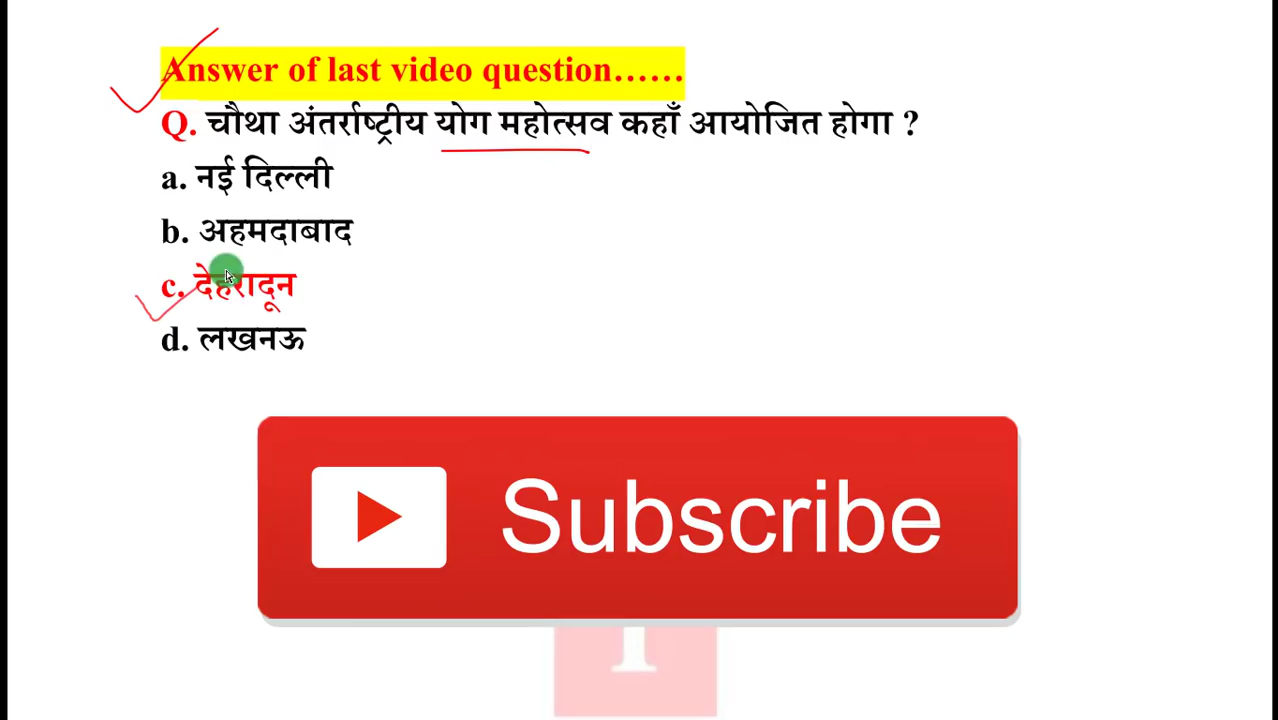 Answer of last video question......
Q. चौथा अंतर्राष्ट्रीय योग महोत्सव कहाँ आयोजित होगा ?
a. नई दिल्ली
b. अहमदाबाद
c. देहरादून
d. लखनऊ
Subscribe